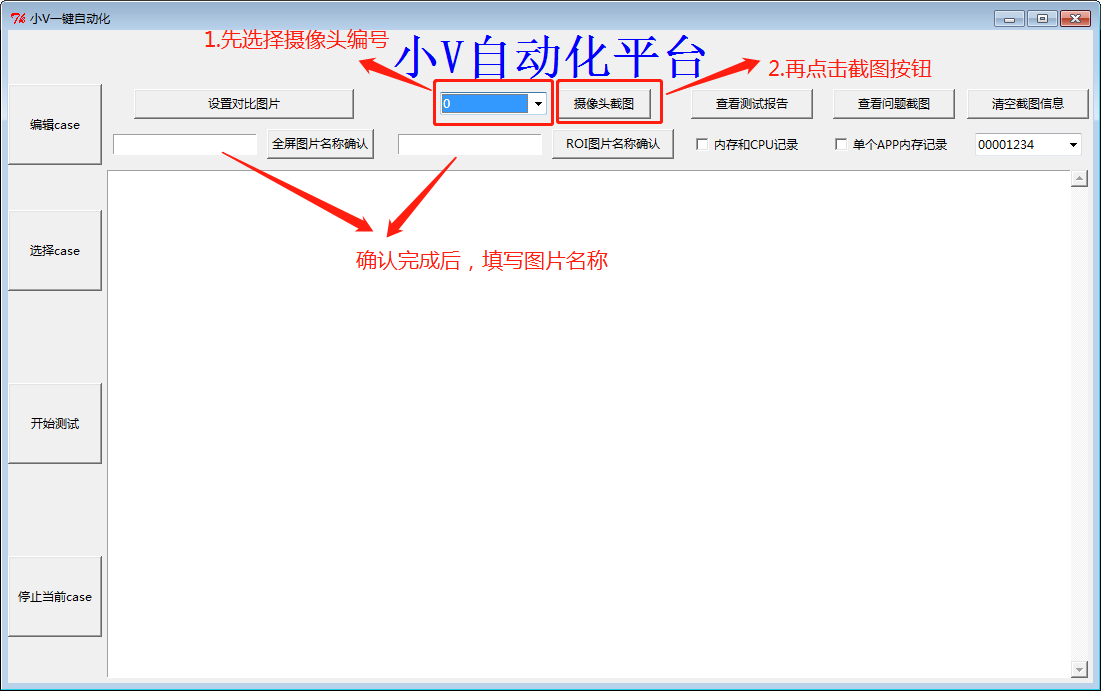 小V一键自动化
1.先选择摄像头编号
小V自动化平台
2.再点击截图按钮
设置对比图片
0
摄像头截图
查看测试报告
查看问题截图
清空截图信息
编辑case
全屏图片名称确认
ROI图片名称确认
内存和CPU记录
单个APP内存记录
00001234
选择case
确认完成后，填写图片名称
开始测试
停止当前case